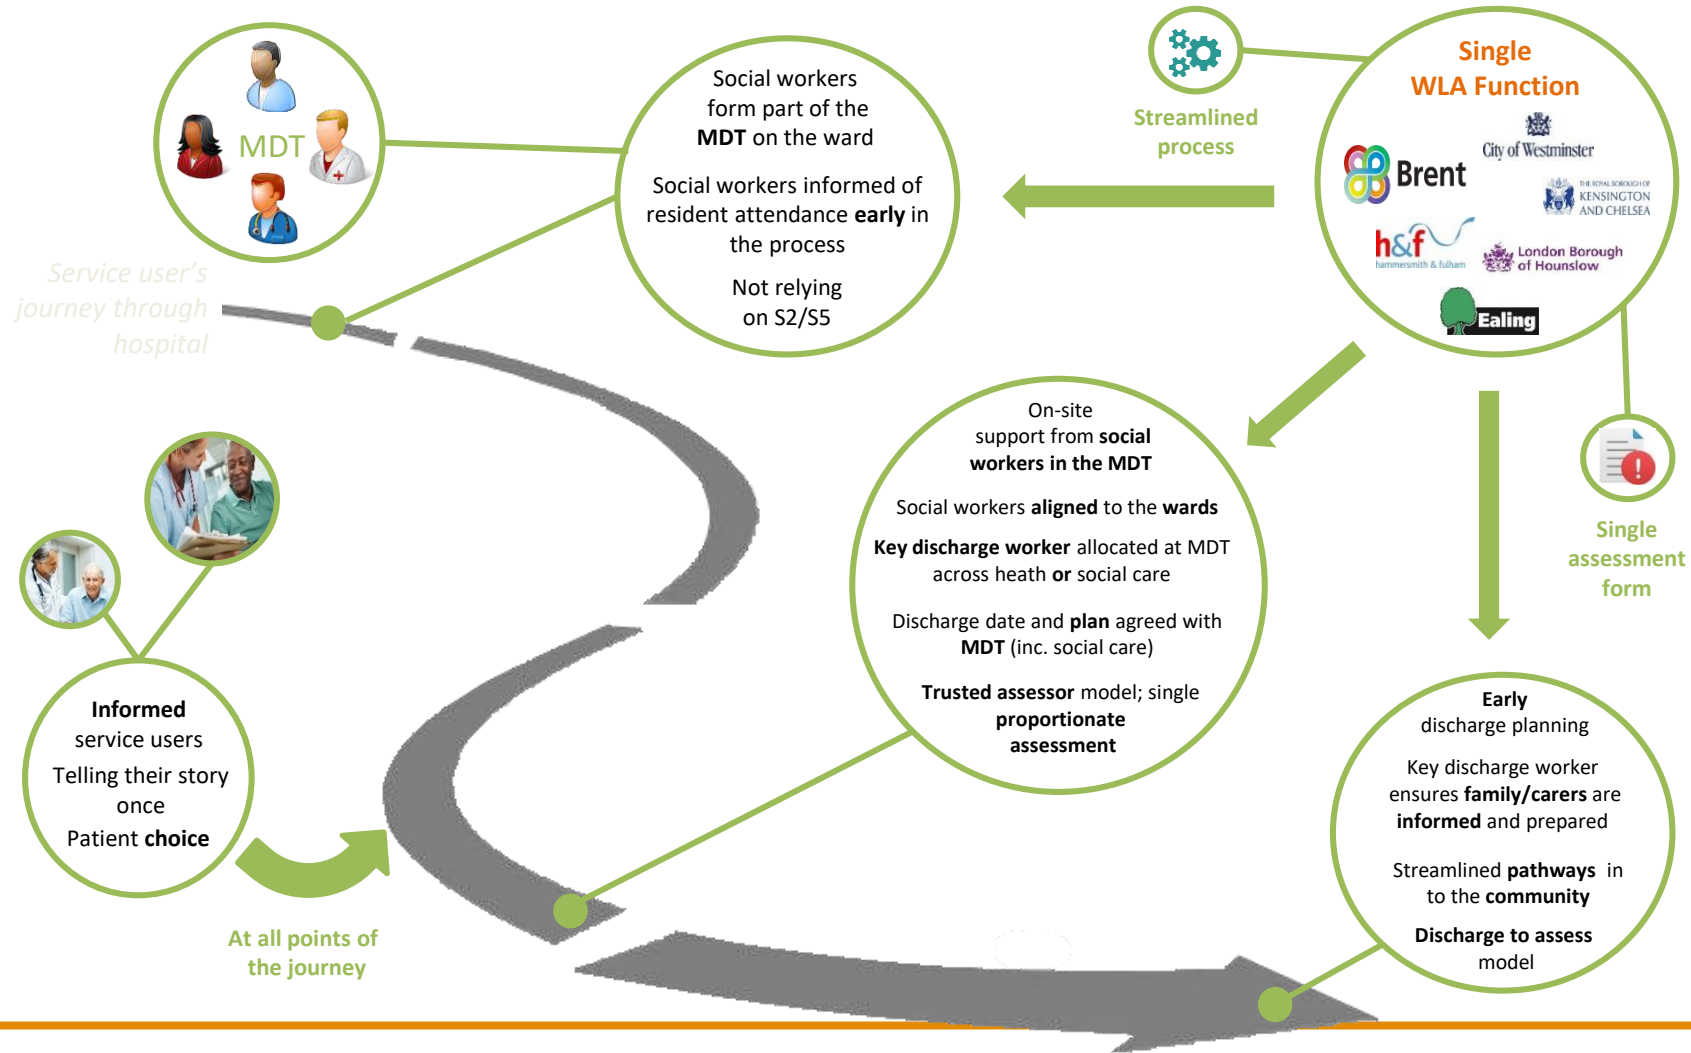 MDT
Service user's
journey through
hospital
Social workers
form part of the
MDT on the ward
Social workers informed of
resident attendance early in
the process
Not relying
on S2/S5
Streamlined
process
Single
WLA Function
City of Westminster
Brent
THE ROYAL BOROUGH OF
KENSINGTON
AND CHELSEA
h&f
hammersmith & fulham
London Borough
of Hounslow
Ealing
Single
assessment
form
On-site
support from social
workers in the MDT
Social workers aligned to the wards
Key discharge worker allocated at MDT
across heath or social care
Discharge date and plan agreed with
MDT (inc. social care)
Trusted assessor model; single
proportionate
assessment
Informed
service users
Telling their story
once
Patient choice
At all points of
the journey
Early
discharge planning
Key discharge worker
ensures family/carers are
informed and prepared
Streamlined pathways in
to the community
Discharge to assess
model